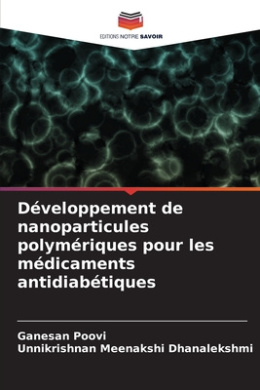 EDITIONS NOTRE SAVOIR
Développement de
nanoparticules
polymériques pour les
médicaments
antidiabétiques
Ganesan Poovi
Unnikrishnan Meenakshi Dhanalekshmi